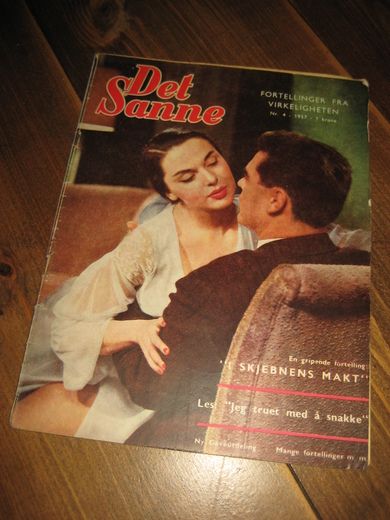 Det
Sanne
FORTELLINGER FRA
VIRKELIGHETEN
Nr. 4 - 1957 - 1 krone
En gripende fortelling:
"I SKJEBNENS MAKT"
Les: "Jeg truet med å snakke"
Mange fortellinger m. m.